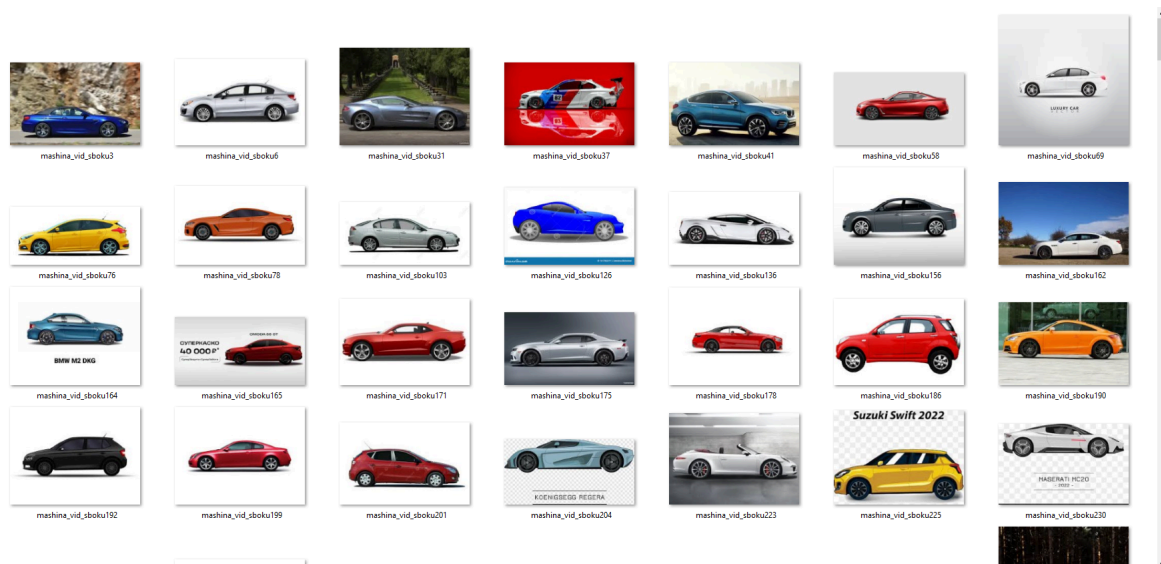 LUXURY CAR
mashina_vid_sboku3
mashina_vid_sboku6
mashina_vid_sboku31
mashina_vid_sboku37
mashina_vid_sboku41
mashina_vid_sboku58
mashina_vid_sboku69
mashina_vid_sboku76
mashina_vid_sboku78
mashina_vid_sboku103
mashina_vid_sboku126
mashina_vid_sboku136
mashina_vid_sboku156
mashina_vid_sboku162
BMW M2 DKG
СУПЕРКАСКО
40 000 ₽
mashina_vid_sboku164
mashina_vid_sboku165
mashina_vid_sboku171
mashina_vid_sboku175
mashina_vid_sboku178
mashina_vid_sboku186
mashina_vid_sboku190
KOENIGSEGG REGERA
Suzuki Swift 2022
MASERATI MC20
- 2022 -
mashina_vid_sboku192
mashina_vid_sboku199
mashina_vid_sboku201
mashina_vid_sboku204
mashina_vid_sboku223
mashina_vid_sboku225
mashina_vid_sboku230